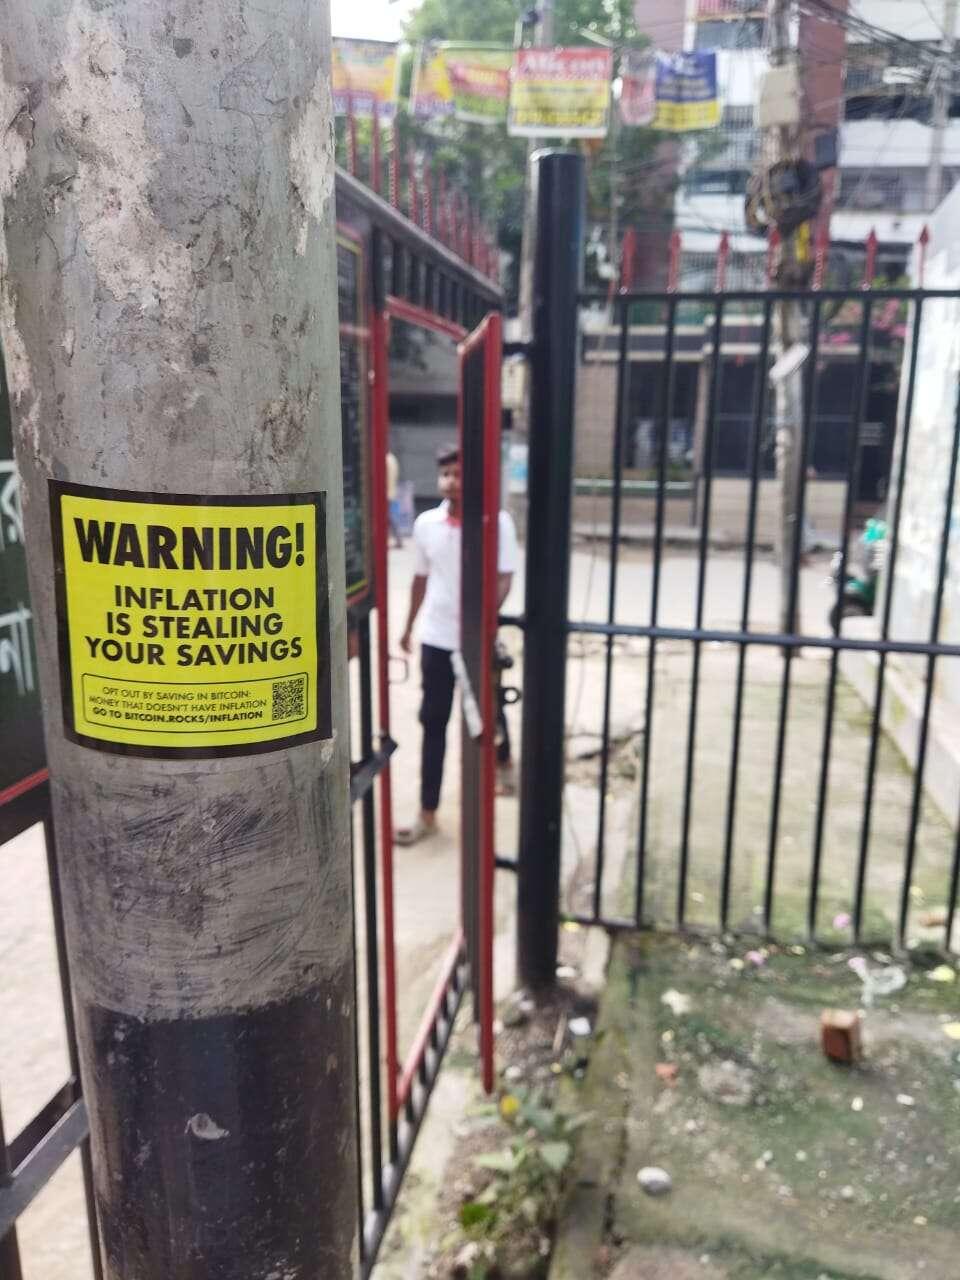 WARNING!
INFLATION
IS STEALING
YOUR SAVINGS
OPT OUT BY SAVING IN BITCOIN:
MONEY THAT DOESN'T HAVE INFLATION
GO TO BITCOIN.ROCKS/INFLATION